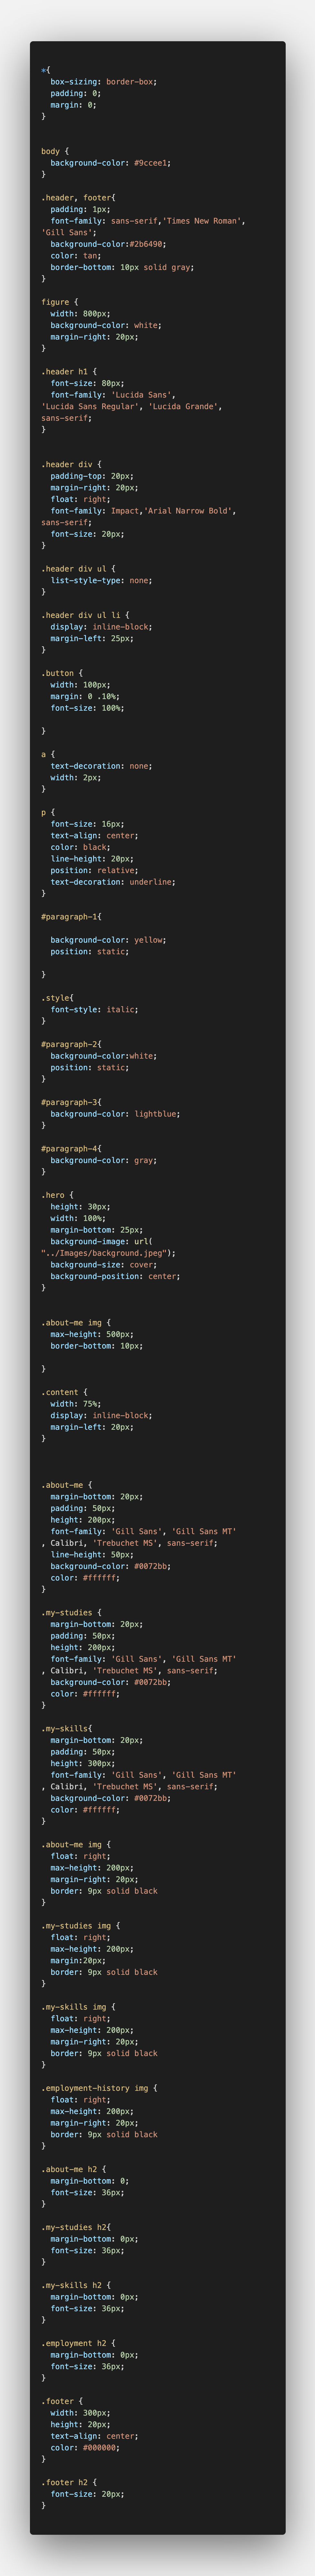 *{
  box-sizing: border-box;
  padding: 0;
  margin: 0;
}
body {
  background-color: #9ccee1;
}
.header, footer{
  padding: 1px;
  font-family: sans-serif,'Times New Roman',
'Gill Sans';
  background-color:#2b6490;
  color: tan;
  border-bottom: 10px solid gray;
}
figure {
  width: 800px;
  background-color: white;
  margin-right: 20px;
}
.header h1 {
  font-size: 80px;
  font-family: 'Lucida Sans',
'Lucida Sans Regular', 'Lucida Grande',
sans-serif;
}
.header div {
  padding-top: 20px;
  margin-right: 20px;
  float: right;
  font-family: Impact,'Arial Narrow Bold',
sans-serif;
  font-size: 20px;
}
.header div ul {
  list-style-type: none;
}
.header div ul li {
  display: inline-block;
  margin-left: 25px;
}
.button {
  width: 100px;
  margin: 0 .10%;
  font-size: 100%;
}
a {
  text-decoration: none;
  width: 2px;
}
p {
  font-size: 16px;
  text-align: center;
  color: black;
  line-height: 20px;
  position: relative;
  text-decoration: underline;
}
#paragraph-1{
  background-color: yellow;
  position: static;
}
.style{
  font-style: italic;
}
#paragraph-2{
  background-color:white;
  position: static;
}
#paragraph-3{
  background-color: lightblue;
}
#paragraph-4{
  background-color: gray;
}
.hero {
  height: 30px;
  width: 100%;
  margin-bottom: 25px;
  background-image: url(
"../Images/background.jpeg");
  background-size: cover;
  background-position: center;
}
.about-me img {
  max-height: 500px;
  border-bottom: 10px;
}
.content {
  width: 75%;
  display: inline-block;
  margin-left: 20px;
}
.about-me {
  margin-bottom: 20px;
  padding: 50px;
  height: 200px;
  font-family: 'Gill Sans', 'Gill Sans MT'
, Calibri, 'Trebuchet MS', sans-serif;
  line-height: 50px;
  background-color: #0072bb;
  color: #ffffff;
}
.my-studies {
  margin-bottom: 20px;
  padding: 50px;
  height: 200px;
  font-family: 'Gill Sans', 'Gill Sans MT'
, Calibri, 'Trebuchet MS', sans-serif;
  background-color: #0072bb;
  color: #ffffff;
}
.my-skills{
  margin-bottom: 20px;
  padding: 50px;
  height: 300px;
  font-family: 'Gill Sans', 'Gill Sans MT'
, Calibri, 'Trebuchet MS', sans-serif;
  background-color: #0072bb;
  color: #ffffff;
}
.about-me img {
  float: right;
  max-height: 200px;
  margin-right: 20px;
  border: 9px solid black
}
.my-studies img {
  float: right;
  max-height: 200px;
  margin:20px;
  border: 9px solid black
}
.my-skills img {
  float: right;
  max-height: 200px;
  margin-right: 20px;
  border: 9px solid black
}
.employment-history img {
  float: right;
  max-height: 200px;
  margin-right: 20px;
  border: 9px solid black
}
.about-me h2 {
  margin-bottom: 0;
  font-size: 36px;
}
.my-studies h2{
  margin-bottom: 0px;
  font-size: 36px;
}
.my-skills h2 {
  margin-bottom: 0px;
  font-size: 36px;
}
.employment h2 {
  margin-bottom: 0px;
  font-size: 36px;
}
.footer {
  width: 300px;
  height: 20px;
  text-align: center;
  color: #000000;
}
.footer h2 {
  font-size: 20px;
}